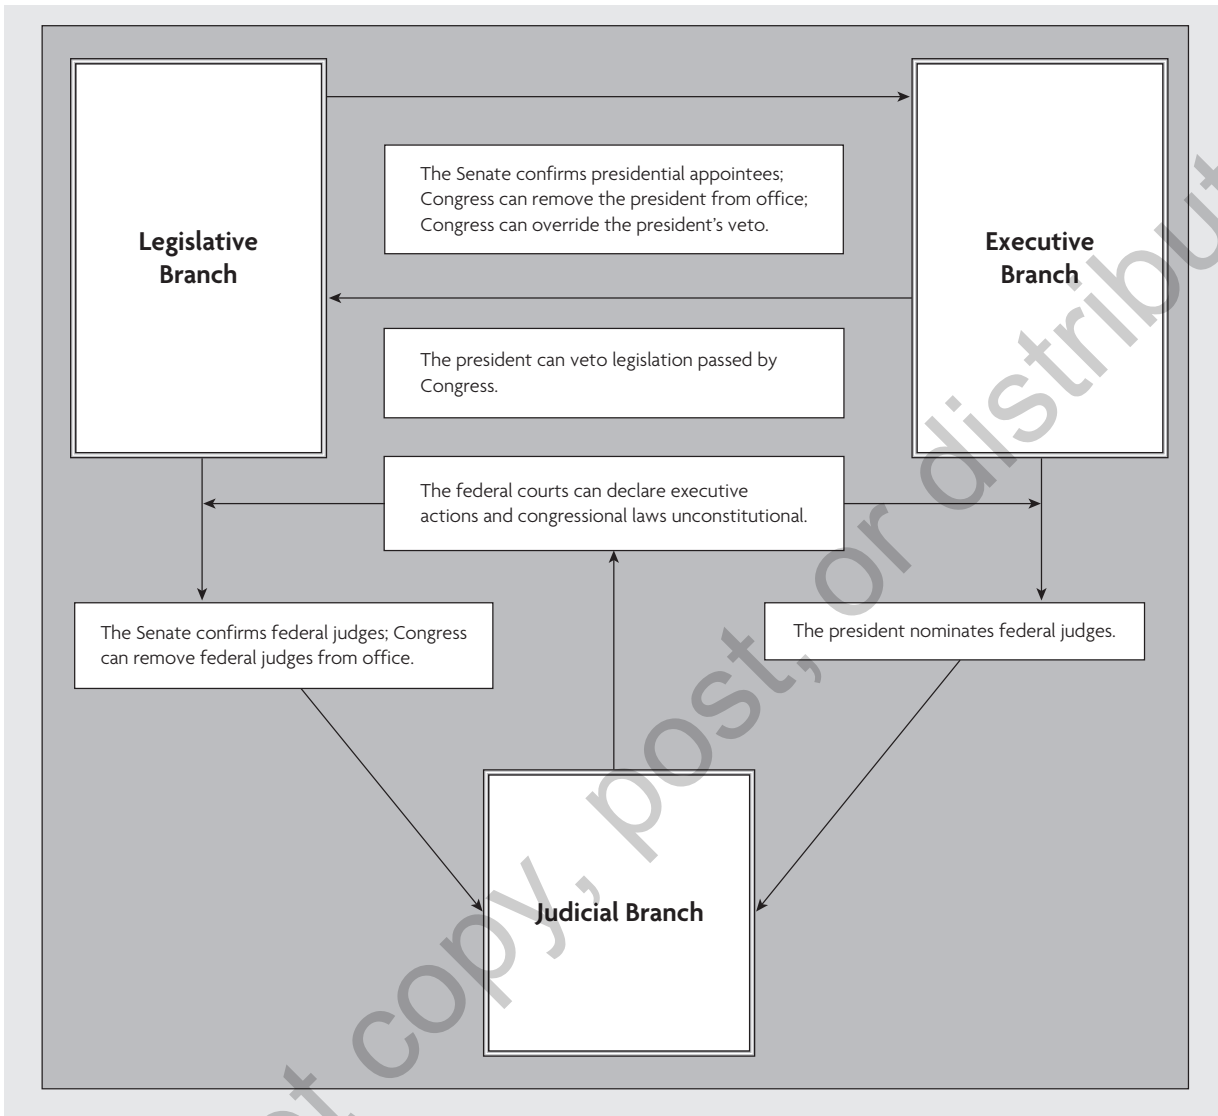 The Senate confirms presidential appointees;
Congress can remove the president from office;
Congress can override the president's veto.
Legislative
Branch
Executive
Branch
The president can veto legislation passed by
Congress.
The federal courts can declare executive
actions and congressional laws unconstitutional.
The Senate confirms federal judges; Congress
can remove federal judges from office.
The president nominates federal judges.
Judicial Branch
copy, post, or